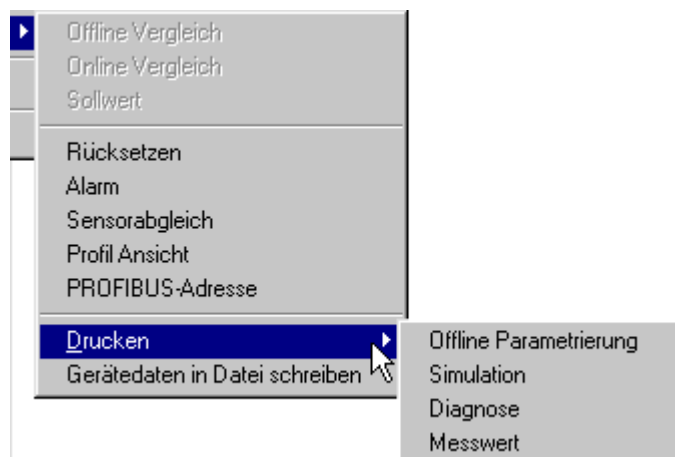 Offline Vergleich
Online Vergleich
Sollwert
Rücksetzen
Alarm
Sensorabgleich
Profil Ansicht
PROFIBUS-Adresse
Drucken
Gerätedaten in Datei schreiben
Offline Parametrierung
Simulation
Diagnose
Messwert